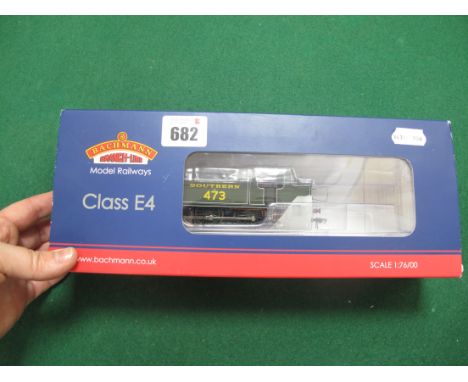 682
BACHMANN
BRANCH-LINE
Model Railways
Class E4
SOUTHERN
473
www.bachmann.co.uk
SCALE 1:76/00